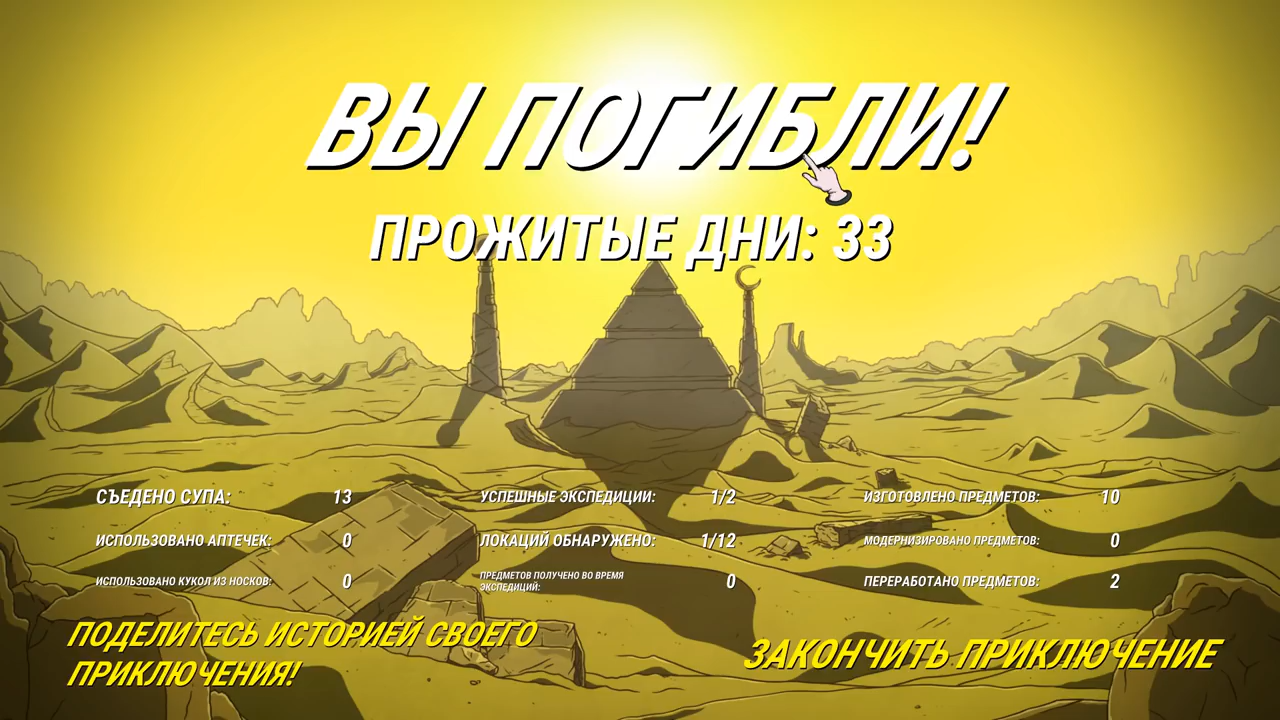 ВЫ ПОГИБЛИ!
ПРОЖИТЫЕ ДНИ: 33
СЪЕДЕНО СУПА: 13
ИСПОЛЬЗОВАНО АПТЕЧЕК: 0
ИСПОЛЬЗОВАНО КУКОЛ ИЗ НОСКОВ: 0
УСПЕШНЫЕ ЭКСПЕДИЦИИ: 1/2
ЛОКАЦИЙ ОБНАРУЖЕНО: 1/12
ПРЕДМЕТОВ ПОЛУЧЕНО ВО ВРЕМЯ
ЭКСПЕДИЦИЙ: 0
ИЗГОТОВЛЕНО ПРЕДМЕТОВ: 10
МОДЕРНИЗИРОВАНО ПРЕДМЕТОВ: 0
ПЕРЕРАБОТАНО ПРЕДМЕТОВ: 2
ПОДЕЛИТЕСЬ ИСТОРИЕЙ СВОЕГО
ПРИКЛЮЧЕНИЯ!
ЗАКОНЧИТЬ ПРИКЛЮЧЕНИЕ